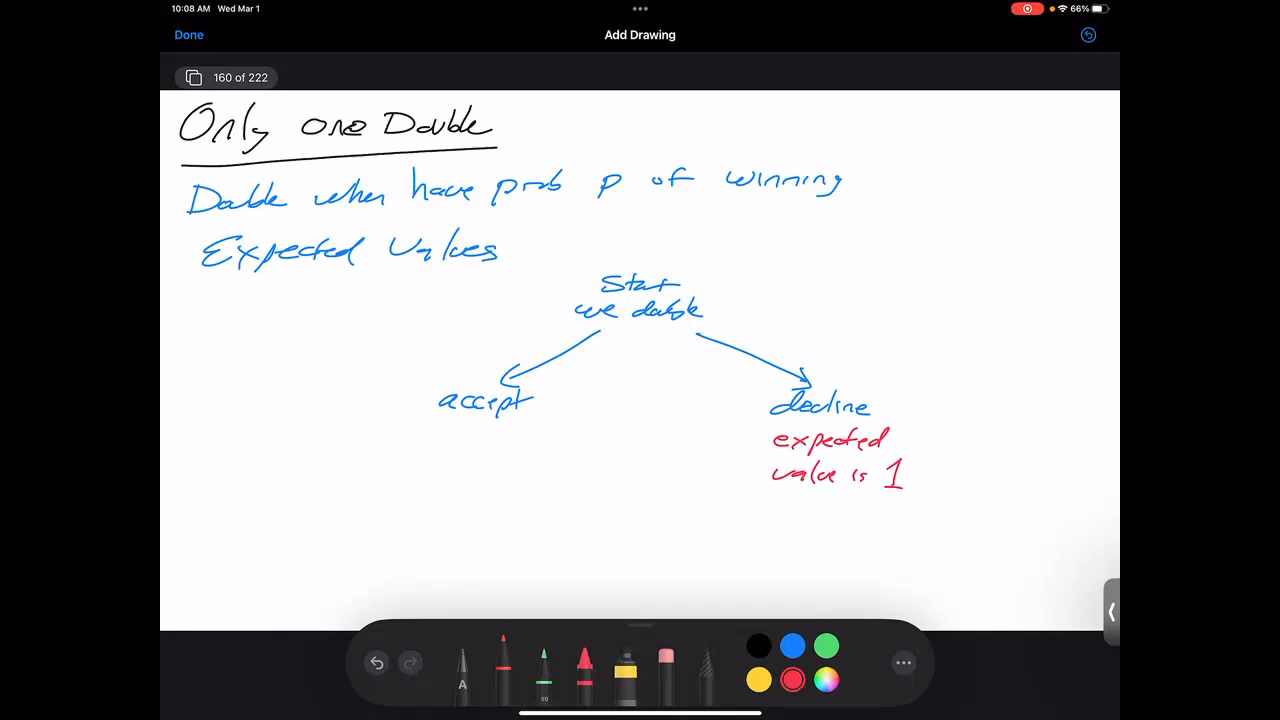 10:08 AM Wed Mar 1
66%
Done
Add Drawing
160 of 222
Only one Double
Double when have prob p of winning
Expected Values
Start
we double
accept
decline
expected
value is 1
A